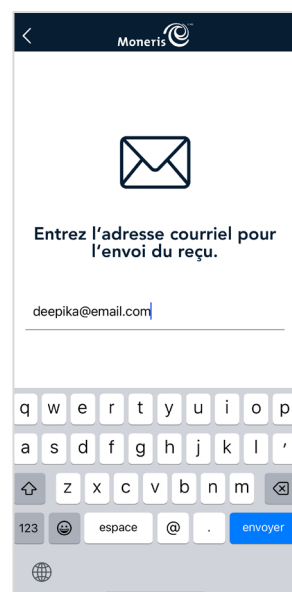 Moneris
Entrez l'adresse courriel pour
l'envoi du reçu.
deepika@email.com
q w e r t y u i o p
a s d f g h j k l ′
z x c v b n m
123 espace @ . envoyer